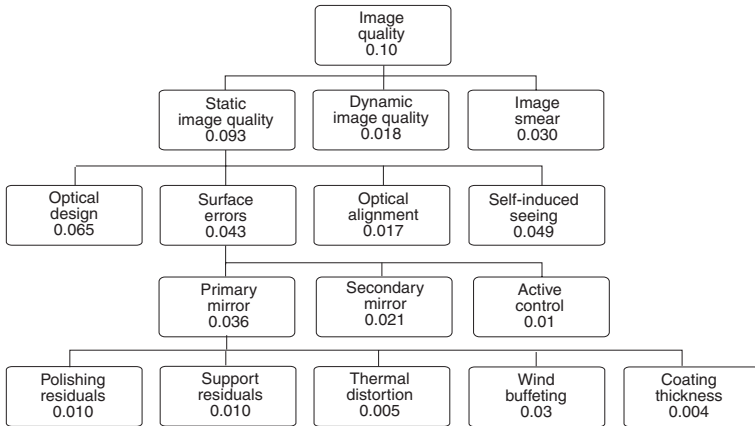 Image
quality
0.10
Static
image quality
0.093
Dynamic
image quality
0.018
Image
smear
0.030
Optical
design
0.065
Surface
errors
0.043
Optical
alignment
0.017
Self-induced
seeing
0.049
Primary
mirror
0.036
Secondary
mirror
0.021
Active
control
0.01
Polishing
residuals
0.010
Support
residuals
0.010
Thermal
distortion
0.005
Wind
buffeting
0.03
Coating
thickness
0.004